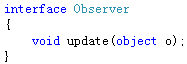 interface Observer
{
    void update(object o);
}